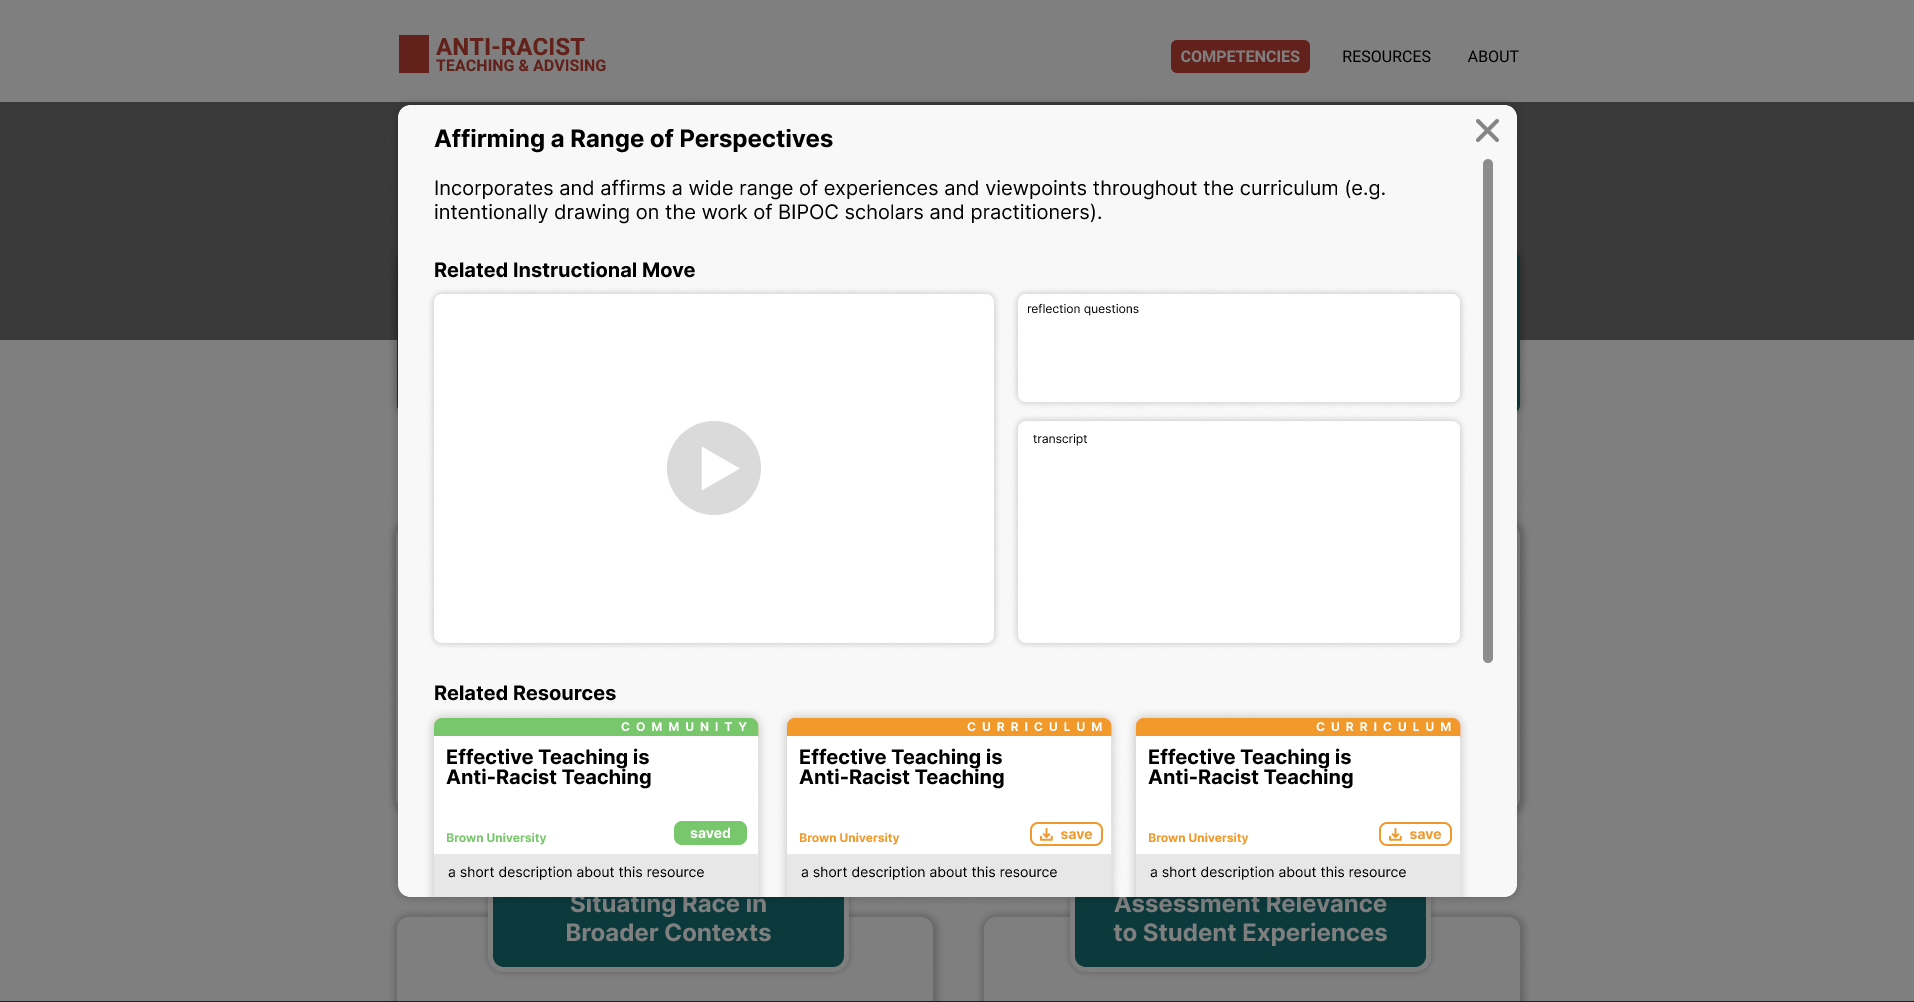 ANTI-RACIST
TEACHING & ADVISING
COMPETENCIES
RESOURCES
ABOUT
Affirming a Range of Perspectives
Incorporates and affirms a wide range of experiences and viewpoints throughout the curriculum (e.g.
intentionally drawing on the work of BIPOC scholars and practitioners).
Related Instructional Move
reflection questions
transcript
Related Resources
COMMUNITY
Effective Teaching is
Anti-Racist Teaching
Brown University
saved
a short description about this resource
CURRICULUM
Effective Teaching is
Anti-Racist Teaching
Brown University
save
a short description about this resource
CURRICULUM
Effective Teaching is
Anti-Racist Teaching
Brown University
save
a short description about this resource
Situating Race in
Broader Contexts
Assessment Relevance
to Student Experiences